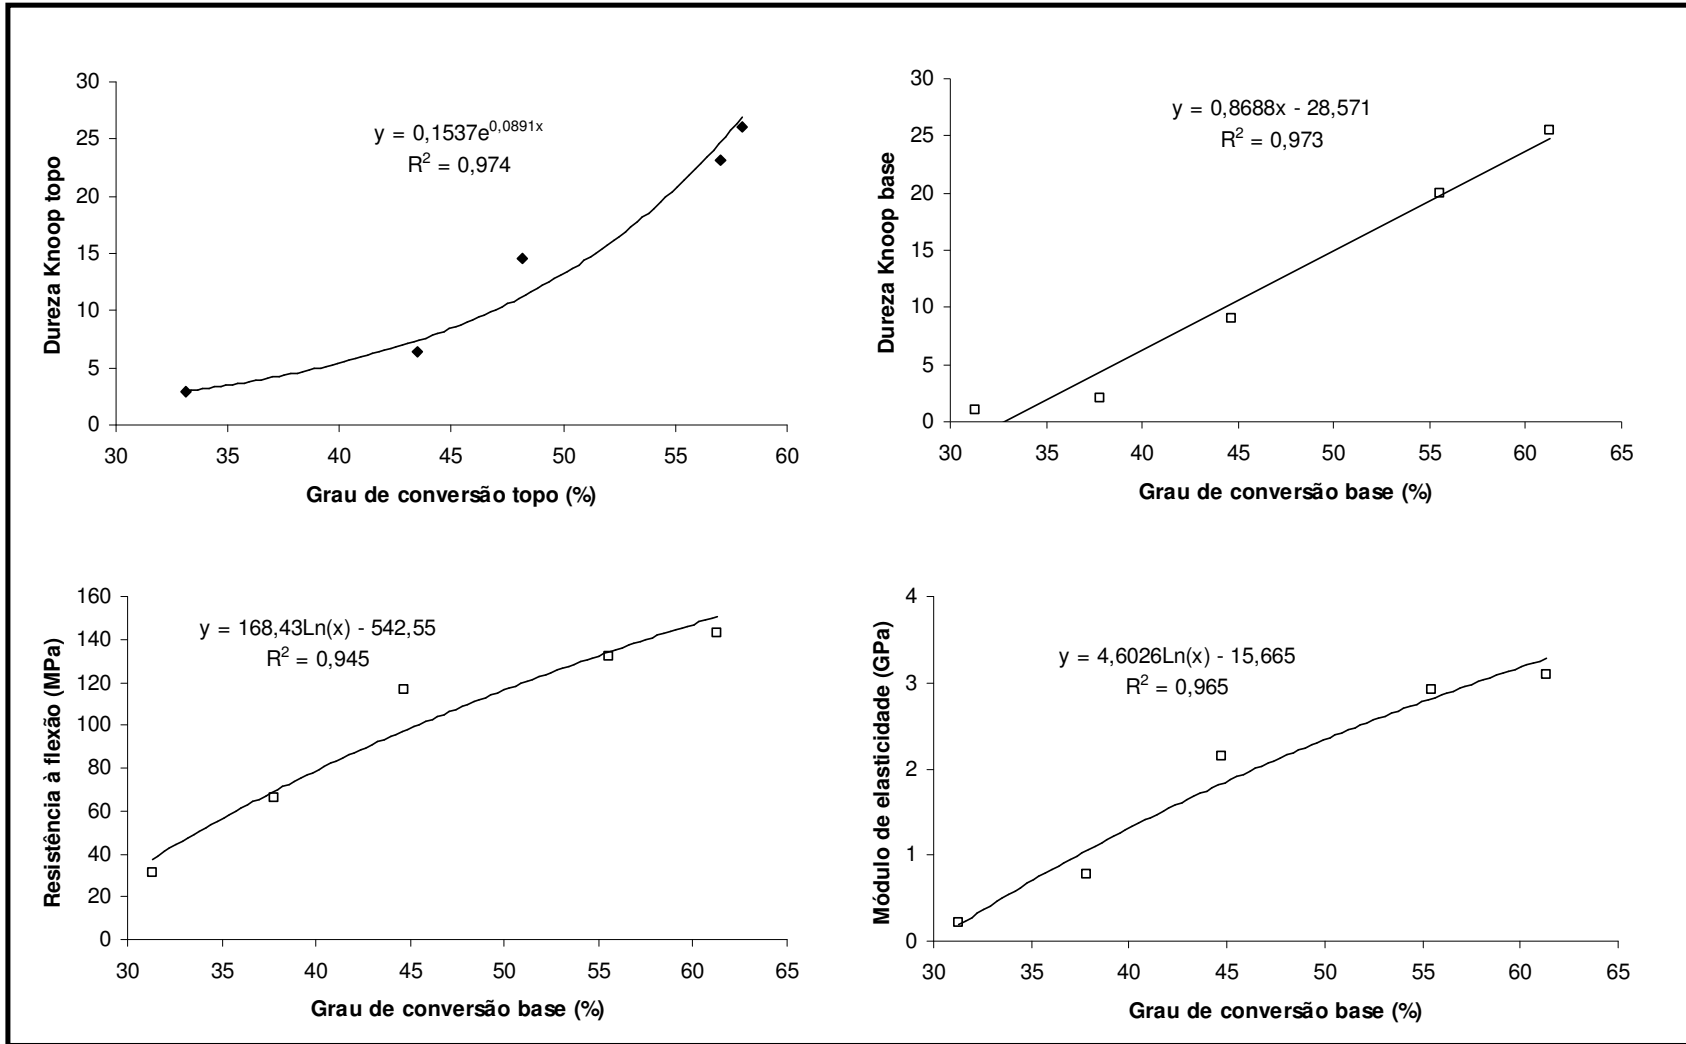 30
25
20
15
10
5
0
Dureza Knoop topo
y = 0,1537e^0,0891x
R² = 0,974
30 35 40 45 50 55 60
Grau de conversão topo (%)
30
25
20
15
10
5
0
Dureza Knoop base
y = 0,8688x - 28,571
R² = 0,973
30 35 40 45 50 55 60 65
Grau de conversão base (%)
160
140
120
100
80
60
40
20
0
Resistência à flexão (MPa)
y = 168,43Ln(x) - 542,55
R² = 0,945
30 35 40 45 50 55 60 65
Grau de conversão base (%)
4
3
2
1
0
Módulo de elasticidade (GPa)
y = 4,6026Ln(x) - 15,665
R² = 0,965
30 35 40 45 50 55 60 65
Grau de conversão base (%)